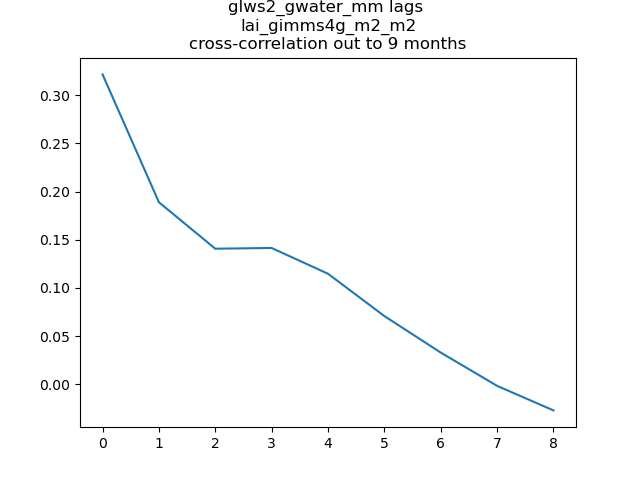 glws2_gwater_mm lags
lai_gimms4g_m2_m2
cross-correlation out to 9 months
0.30
0.25
0.20
0.15
0.10
0.05
0.00
0 1 2 3 4 5 6 7 8